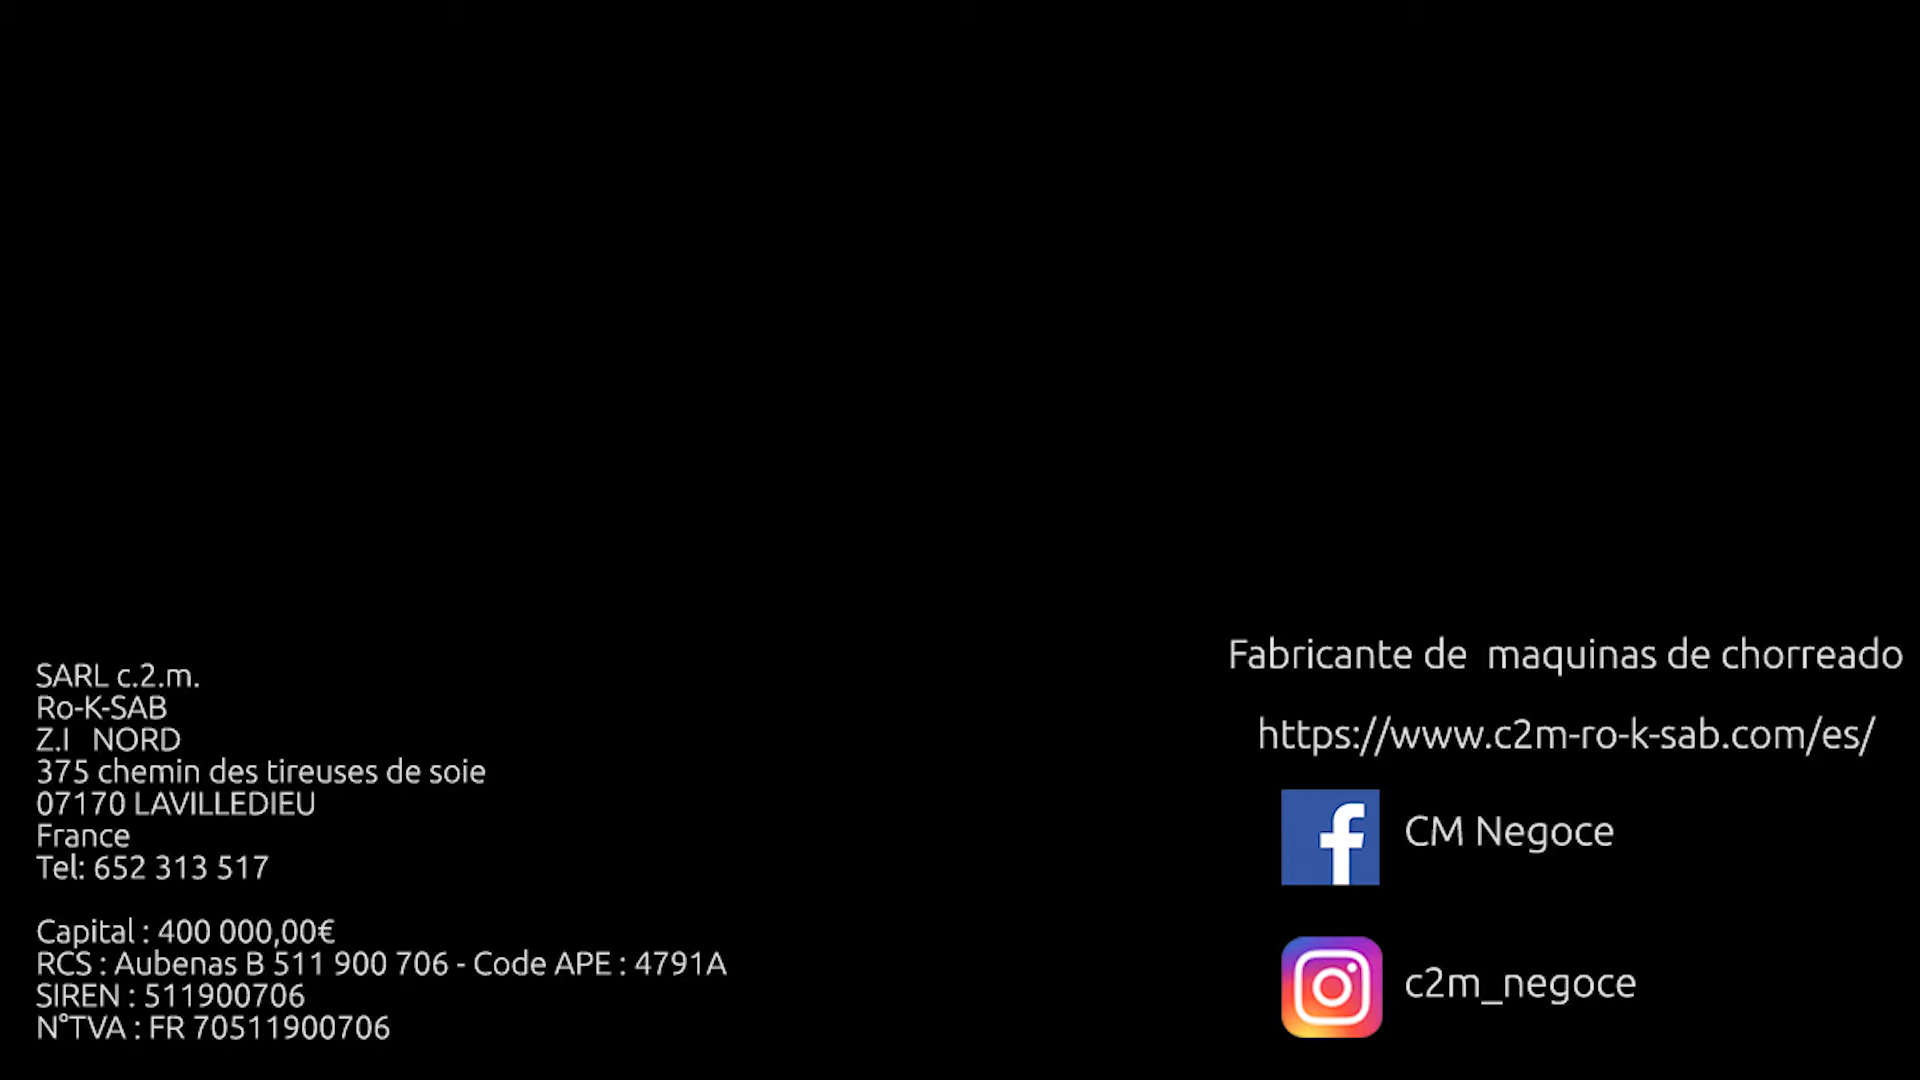 SARL c.2.m.
Ro-K-SAB
Z.I   NORD
375 chemin des tireuses de soie
07170 LAVILLEDIEU
France
Tel: 652 313 517
Capital : 400 000,00€
RCS : Aubenas B 511 900 706 - Code APE : 4791A
SIREN : 511900706
N°TVA : FR 70511900706
Fabricante de  maquinas de chorreado
https://www.c2m-ro-k-sab.com/es/
CM Negoce
c2m_negoce